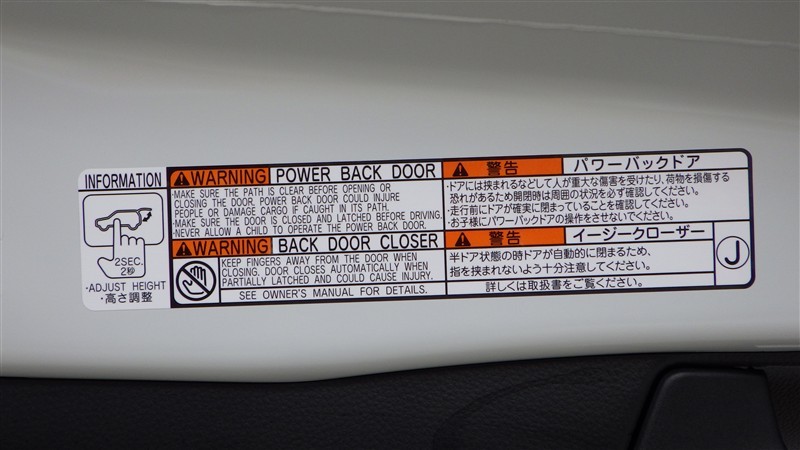 INFORMATION
2SEC.
2秒
·ADJUST HEIGHT
·高さ調整
WARNING POWER BACK DOOR
·MAKE SURE THE PATH IS CLEAR BEFORE OPENING OR
CLOSING THE DOOR. POWER BACK DOOR COULD INJURE
PEOPLE OR DAMAGE CARGO IF CAUGHT IN ITS PATH.
·MAKE SURE THE DOOR IS CLOSED AND LATCHED BEFORE DRIVING.
·NEVER ALLOW A CHILD TO OPERATE THE POWER BACK DOOR.
WARNING BACK DOOR CLOSER
KEEP FINGERS AWAY FROM THE DOOR WHEN
CLOSING. DOOR CLOSES AUTOMATICALLY WHEN
PARTIALLY LATCHED AND COULD CAUSE INJURY.
SEE OWNER'S MANUAL FOR DETAILS.
警告 パワーバックドア
·ドアには挟まれるなどして人が重大な傷害を受けたり、荷物を損傷する
恐れがあるため開閉時は周囲の状況を必ず確認してください。
·走行前にドアが確実に閉まっていることを確認してください。
·お子様にパワーバックドアの操作をさせないでください。
警告 イージークローザー
半ドア状態の時ドアが自動的に閉まるため、
指を挟まれないよう十分注意してください。
詳しくは取扱書をご覧ください。
J